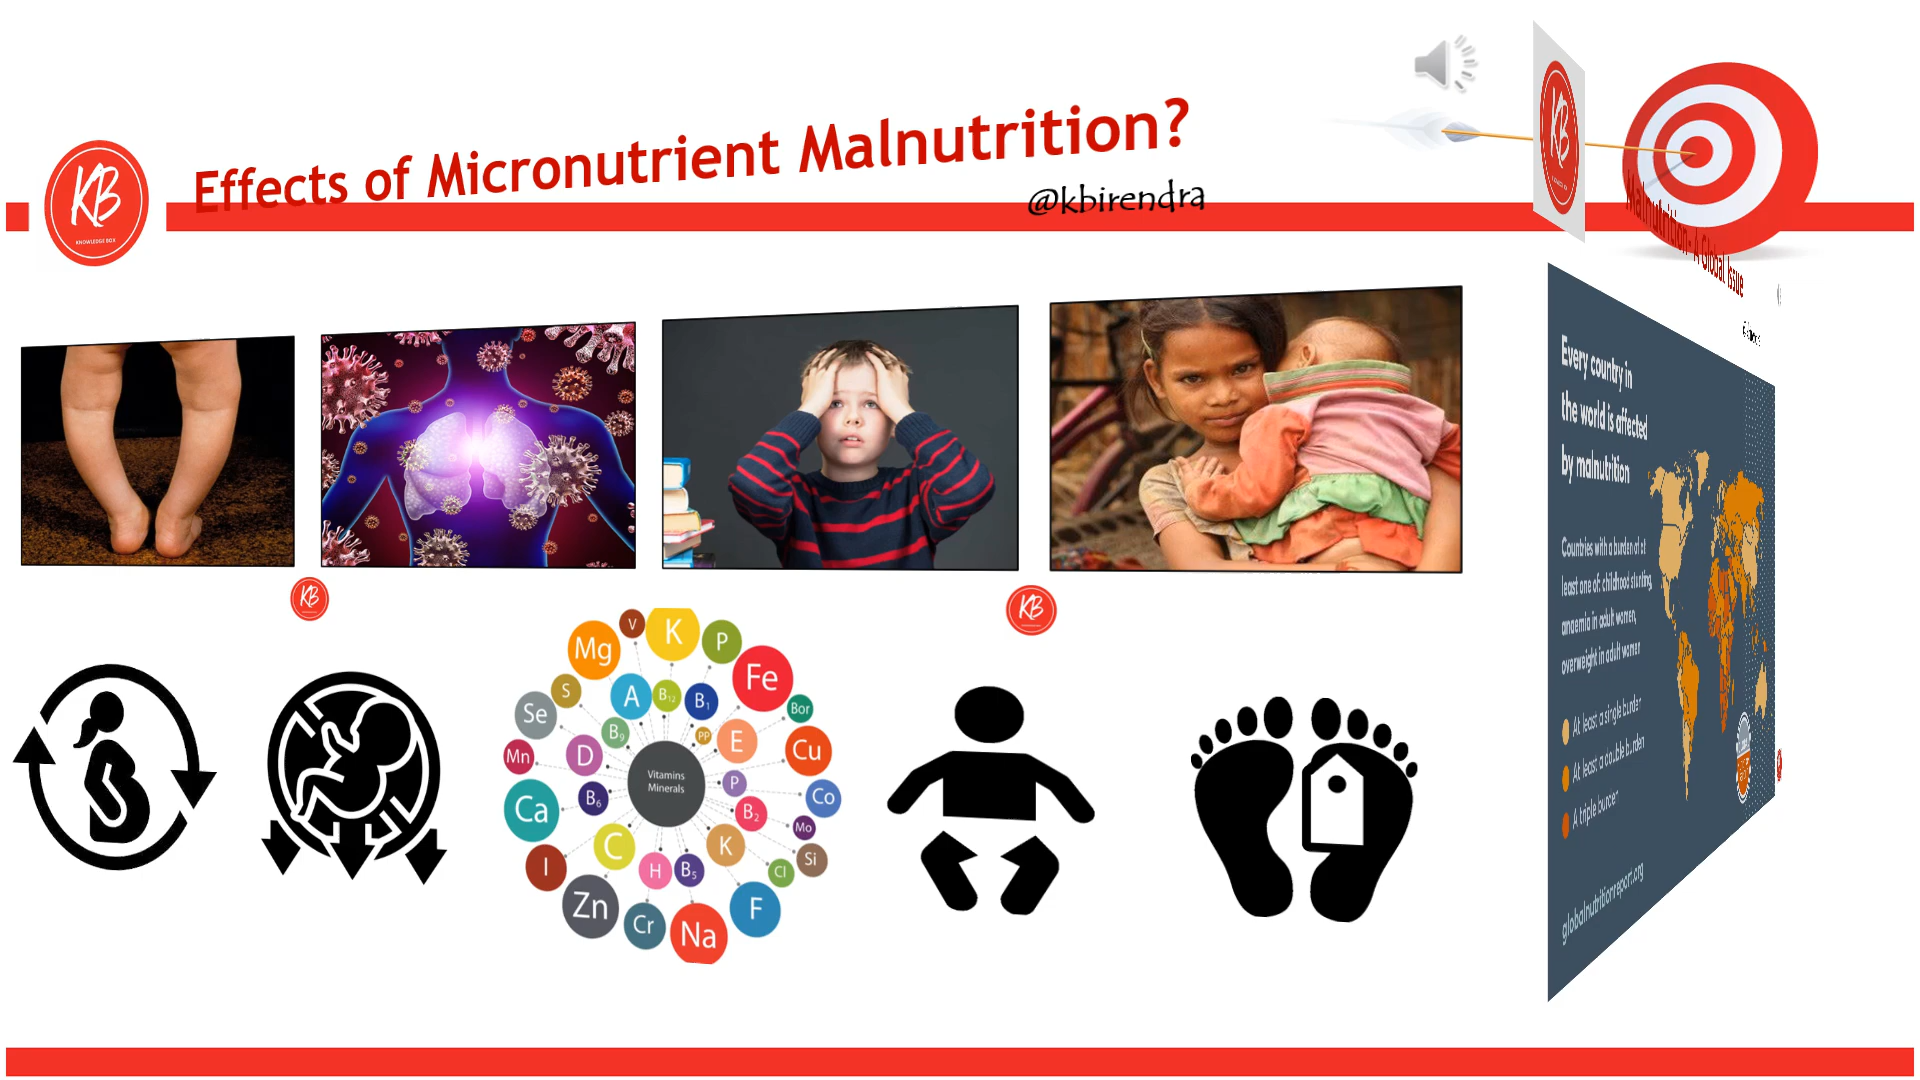 Effects of Micronutrient Malnutrition?
@kbirendra
KB
KNOWLEDGE BOX
KB
Malnutrition- A Global Issue
Every country in
the world is affected
by malnutrition
Countries with a burden of at
least one of: childhood stunting,
anaemia in adult women,
overweight in adult women
At least a single burden
At least a double burden
A triple burden
globalnutritionreport.org
KB
KB
V
K
P
Mg
Fe
S
A
B12
B1
Bor
Se
B9
PP
E
Cu
Mn
D
Vitamins
Minerals
P
Co
Ca
B6
B2
Mo
C
K
Si
I
H
B5
Cl
Zn
Cr
Na
F